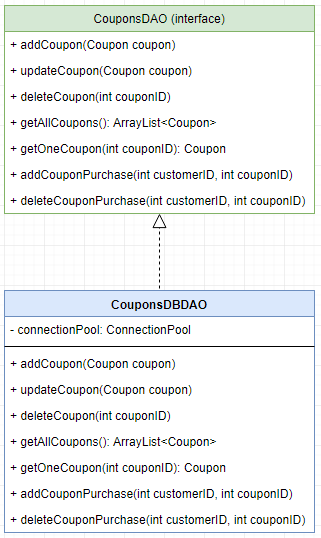 CouponsDAO (interface)
+ addCoupon(Coupon coupon)
+ updateCoupon(Coupon coupon)
+ deleteCoupon(int couponID)
+ getAllCoupons(): ArrayList<Coupon>
+ getOneCoupon(int couponID): Coupon
+ addCouponPurchase(int customerID, int couponID)
+ deleteCouponPurchase(int customerID, int couponID)
CouponsDBDAO
- connectionPool: ConnectionPool
+ addCoupon(Coupon coupon)
+ updateCoupon(Coupon coupon)
+ deleteCoupon(int couponID)
+ getAllCoupons(): ArrayList<Coupon>
+ getOneCoupon(int couponID): Coupon
+ addCouponPurchase(int customerID, int couponID)
+ deleteCouponPurchase(int customerID, int couponID)